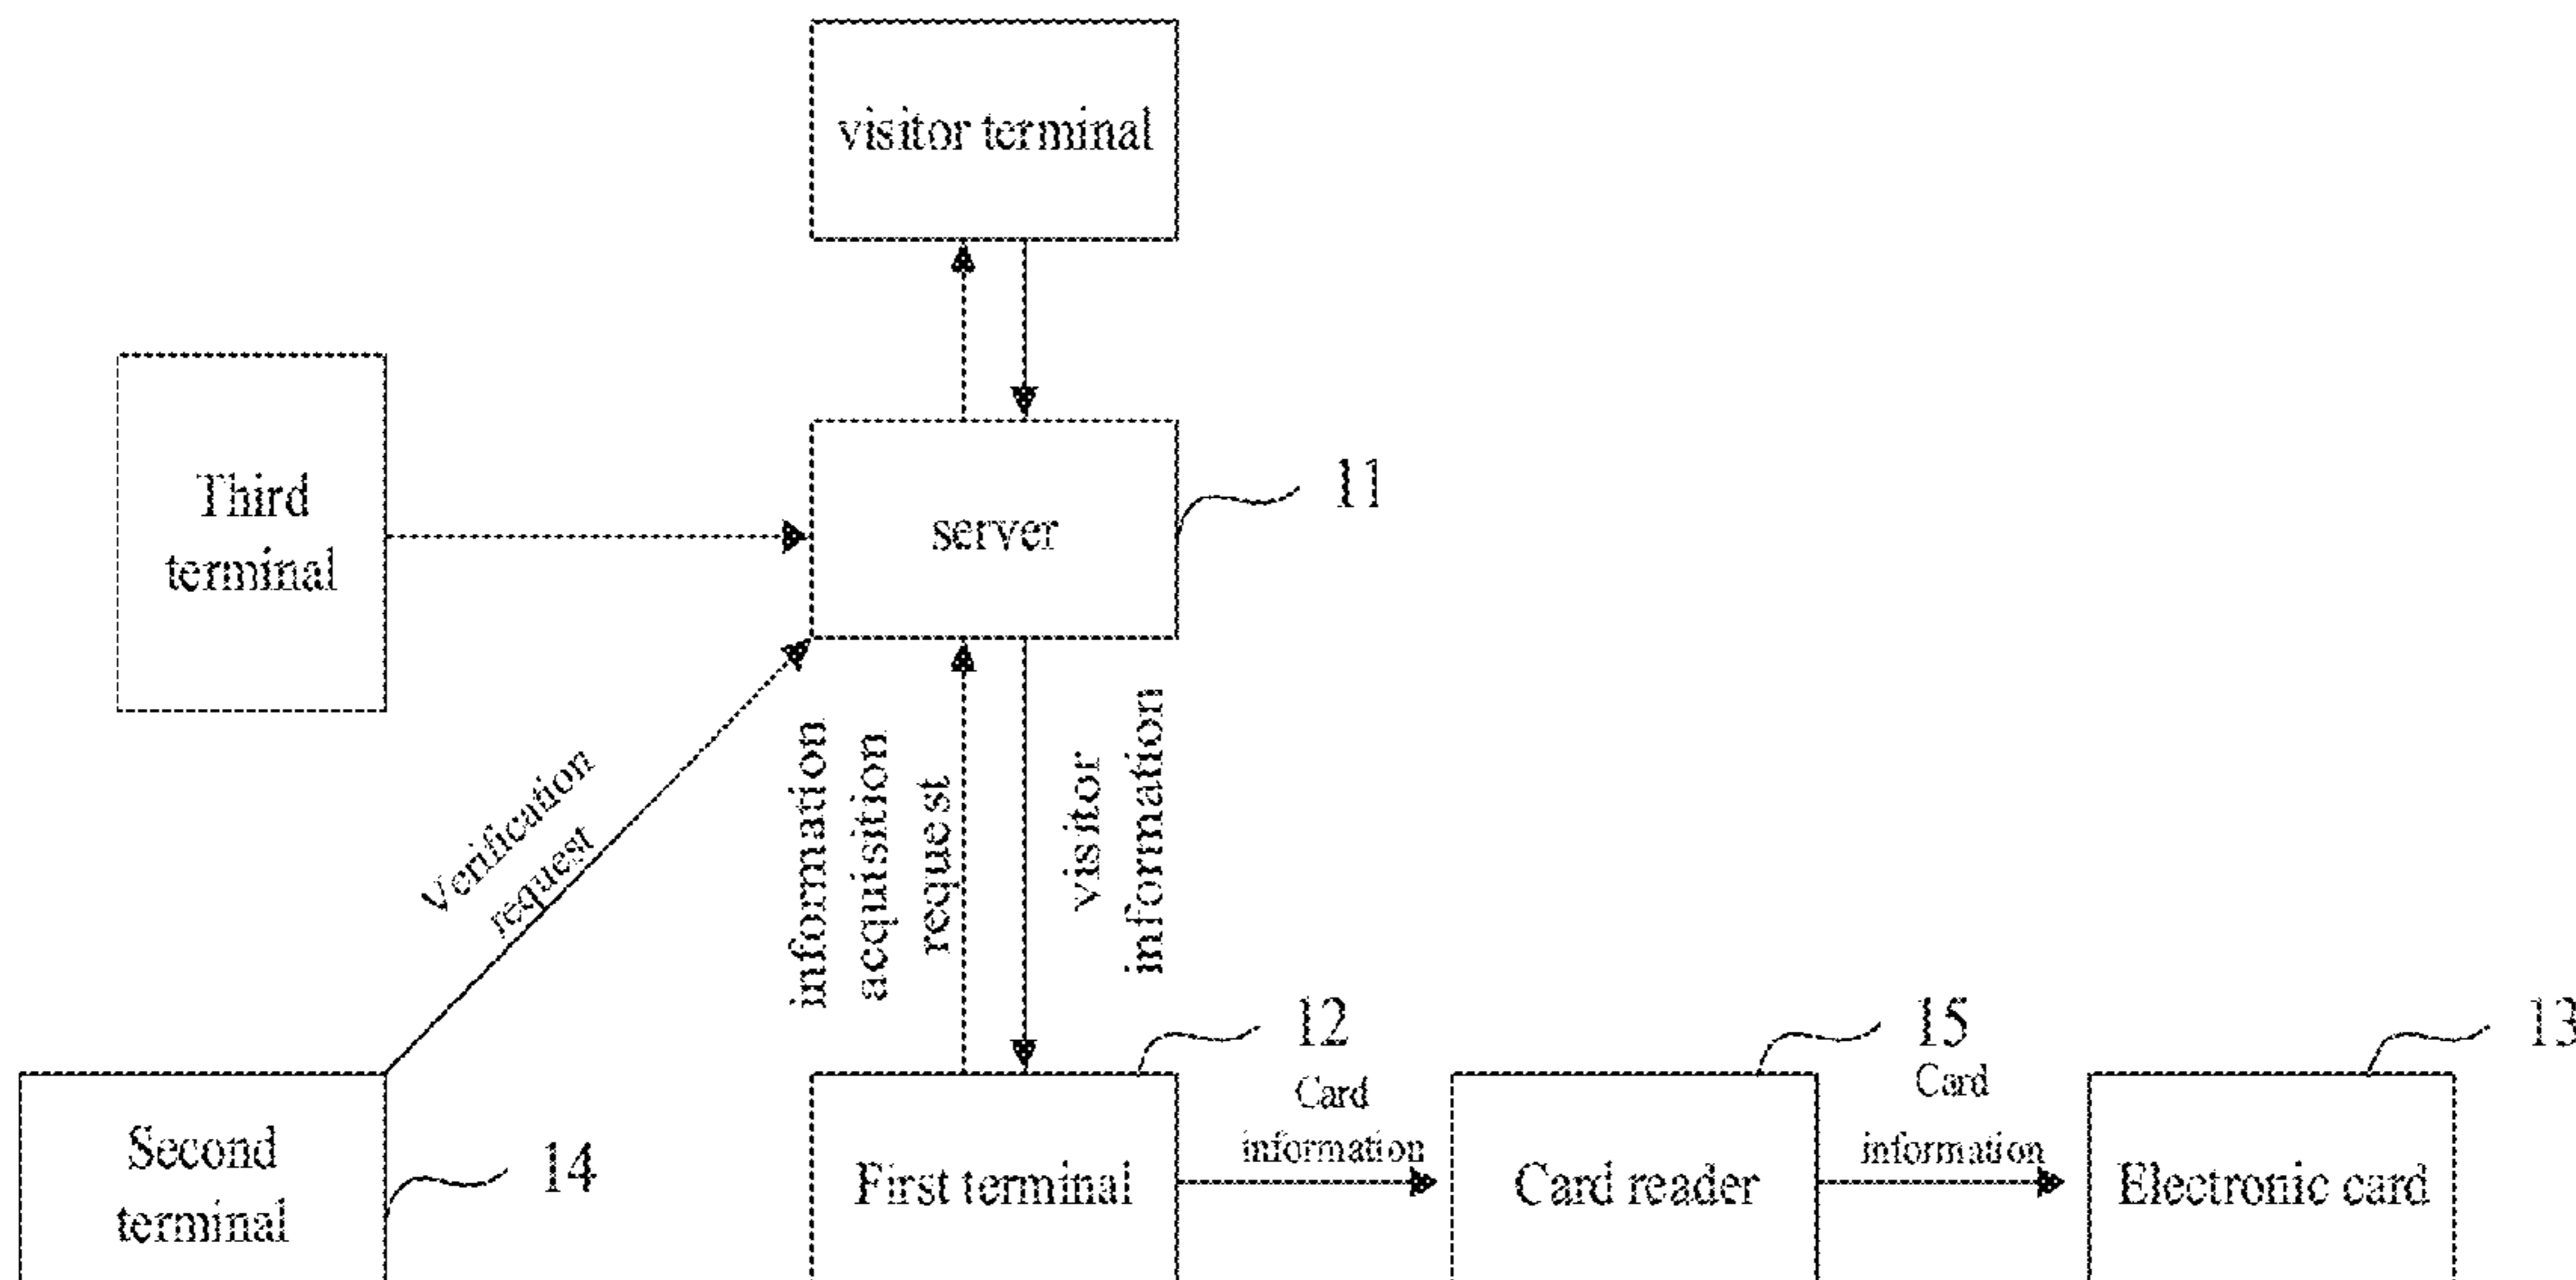 visitor terminal
Third
terminal
server
11
Verification
request
information
acquisition
request
visitor
information
12
15
13
Card
information
Card
information
Second
terminal
14
First terminal
Card reader
Electronic card